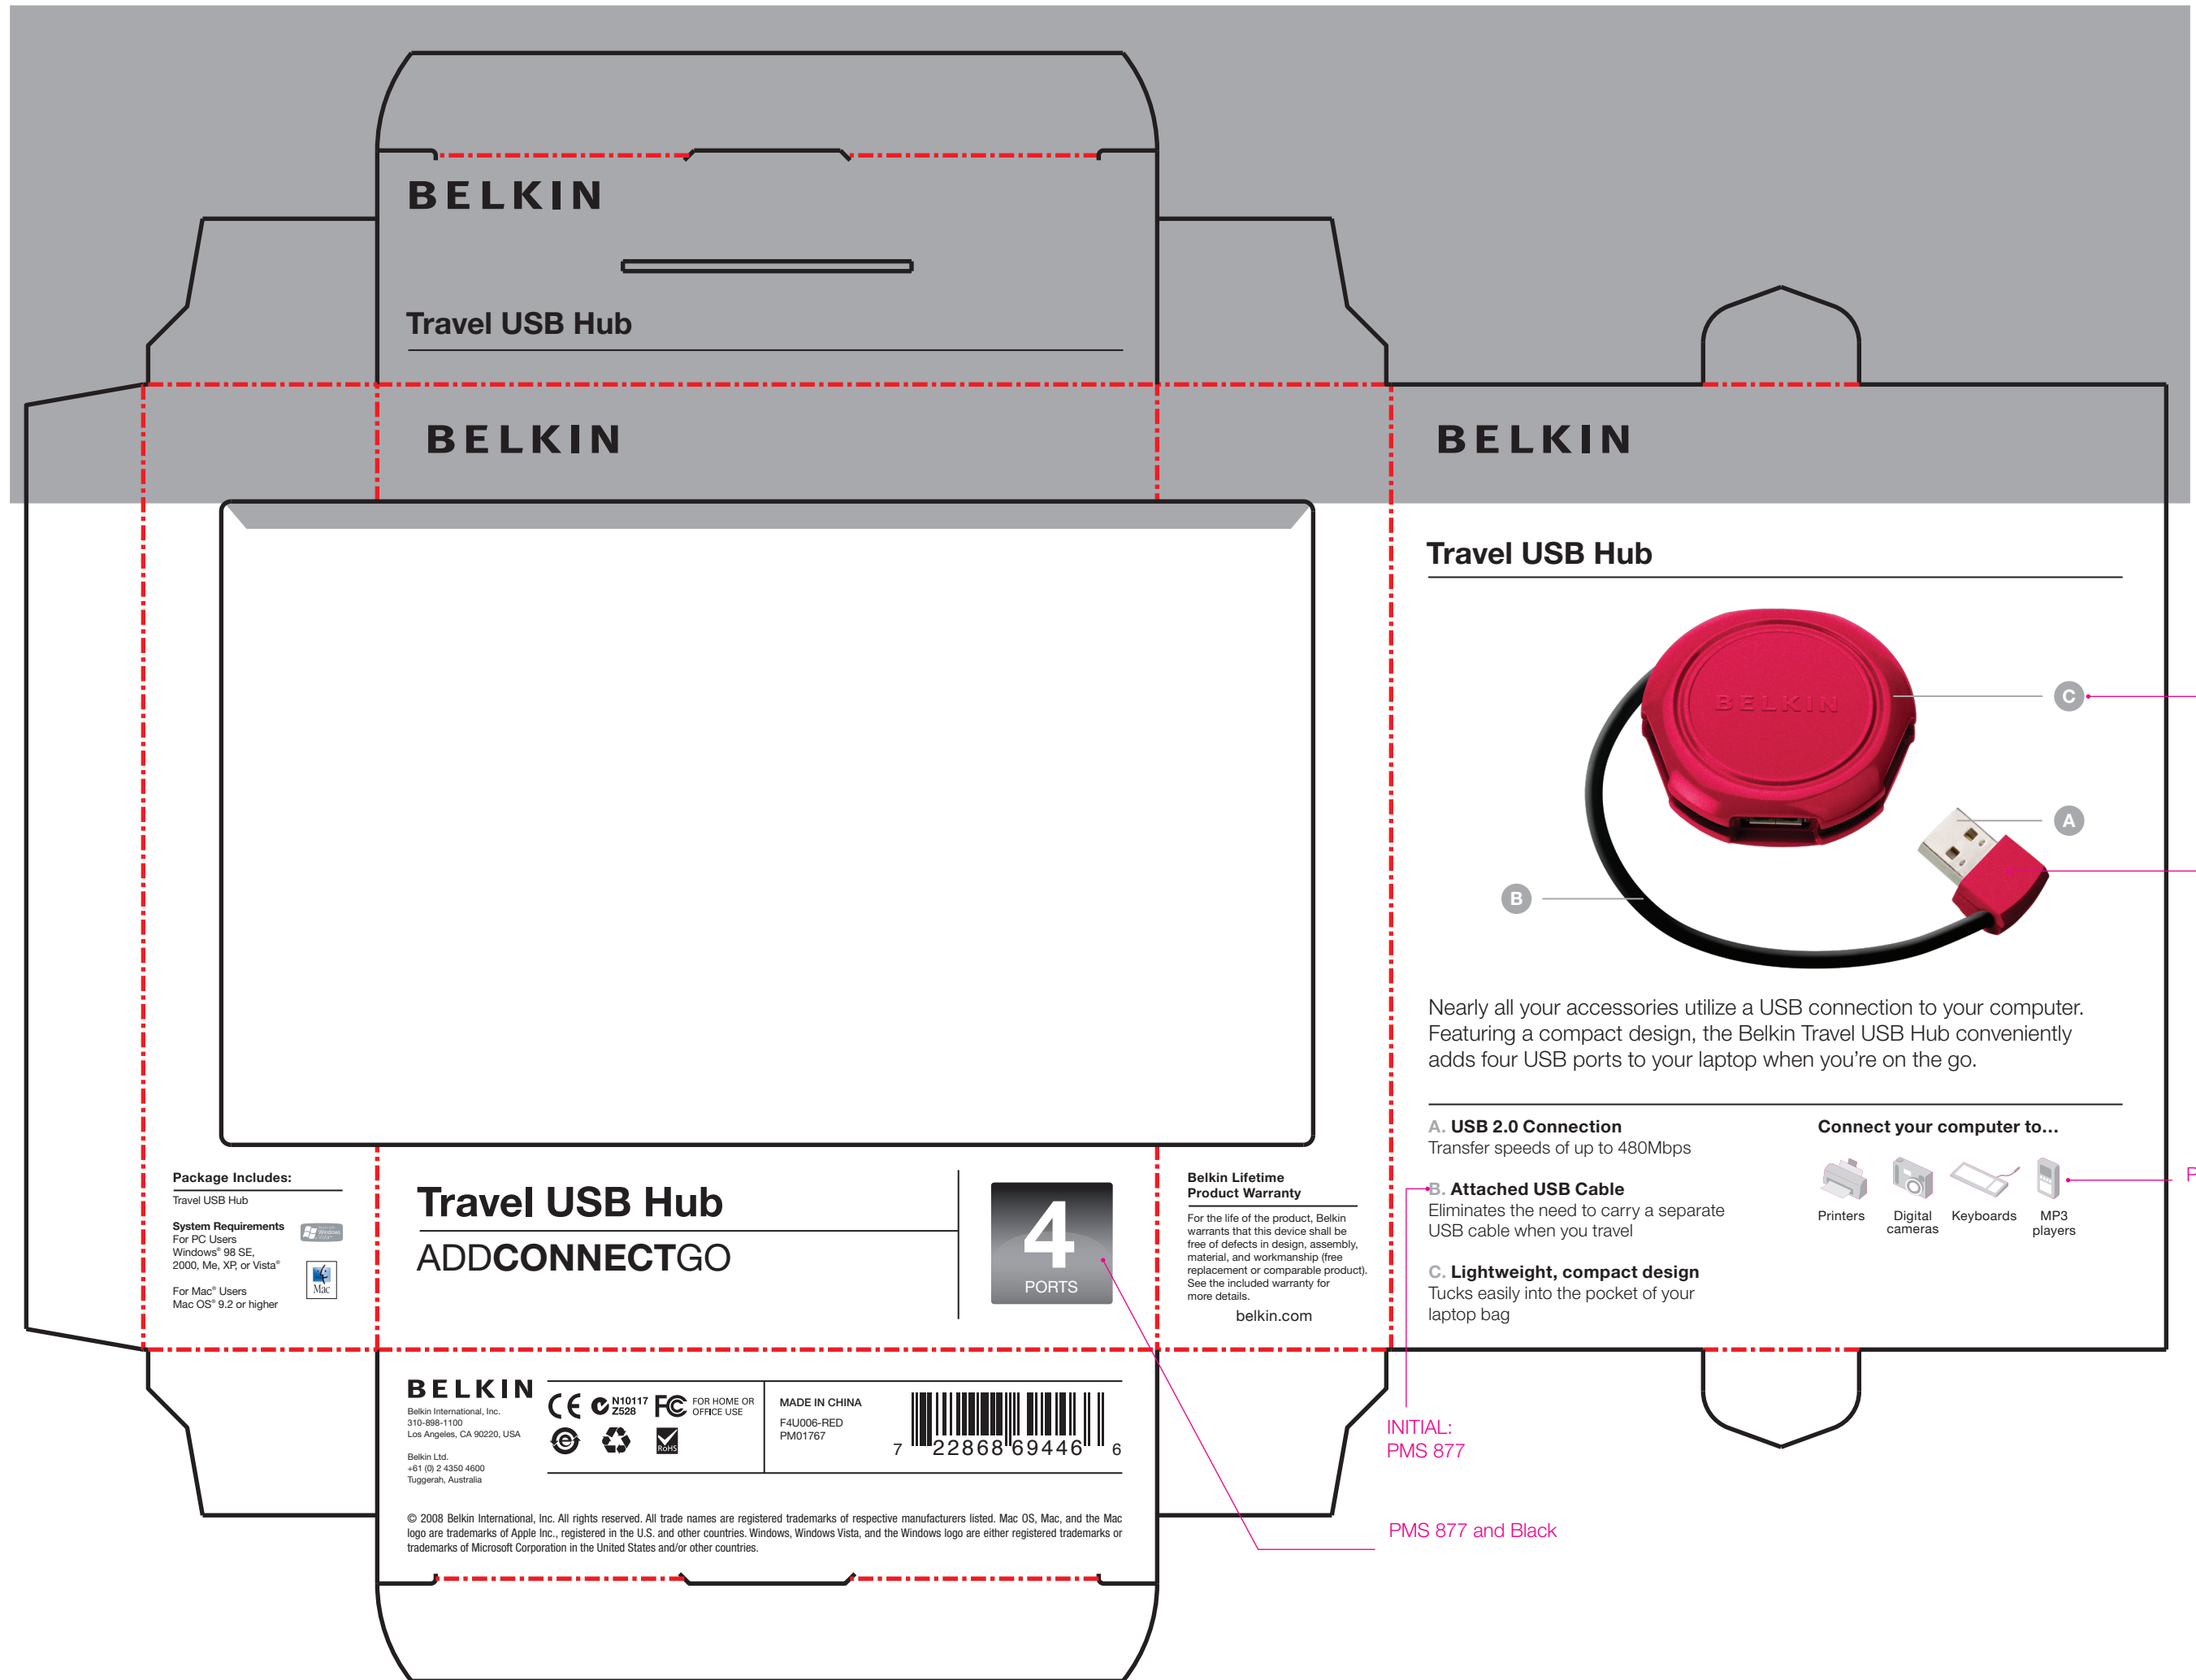 BELKIN
Travel USB Hub
BELKIN
BELKIN
Travel USB Hub
BELKIN
C
A
B
Nearly all your accessories utilize a USB connection to your computer.
Featuring a compact design, the Belkin Travel USB Hub conveniently
adds four USB ports to your laptop when you're on the go.
A. USB 2.0 Connection
Transfer speeds of up to 480Mbps
B. Attached USB Cable
Eliminates the need to carry a separate
USB cable when you travel
C. Lightweight, compact design
Tucks easily into the pocket of your
laptop bag
Connect your computer to...
Printers
Digital
cameras
Keyboards
MP3
players
P
Package Includes:
Travel USB Hub
System Requirements
For PC Users
Windows® 98 SE,
2000, Me, XP, or Vista®
For Mac® Users
Mac OS® 9.2 or higher
Windows
Mac
Travel USB Hub
ADDCONNECTGO
4
PORTS
Belkin Lifetime
Product Warranty
For the life of the product, Belkin
warrants that this device shall be
free of defects in design, assembly,
material, and workmanship (free
replacement or comparable product).
See the included warranty for
more details.
belkin.com
BELKIN
Belkin International, Inc.
310-898-1100
Los Angeles, CA 90220, USA
Belkin Ltd.
+61 (0) 2 4350 4600
Tuggerah, Australia
CE
N10117
Z528
FC
FOR HOME OR
OFFICE USE
e
RoHS
MADE IN CHINA
F4U006-RED
PM01767
7 22868 69446 6
INITIAL:
PMS 877
PMS 877 and Black
© 2008 Belkin International, Inc. All rights reserved. All trade names are registered trademarks of respective manufacturers listed. Mac OS, Mac, and the Mac
logo are trademarks of Apple Inc., registered in the U.S. and other countries. Windows, Windows Vista, and the Windows logo are either registered trademarks or
trademarks of Microsoft Corporation in the United States and/or other countries.